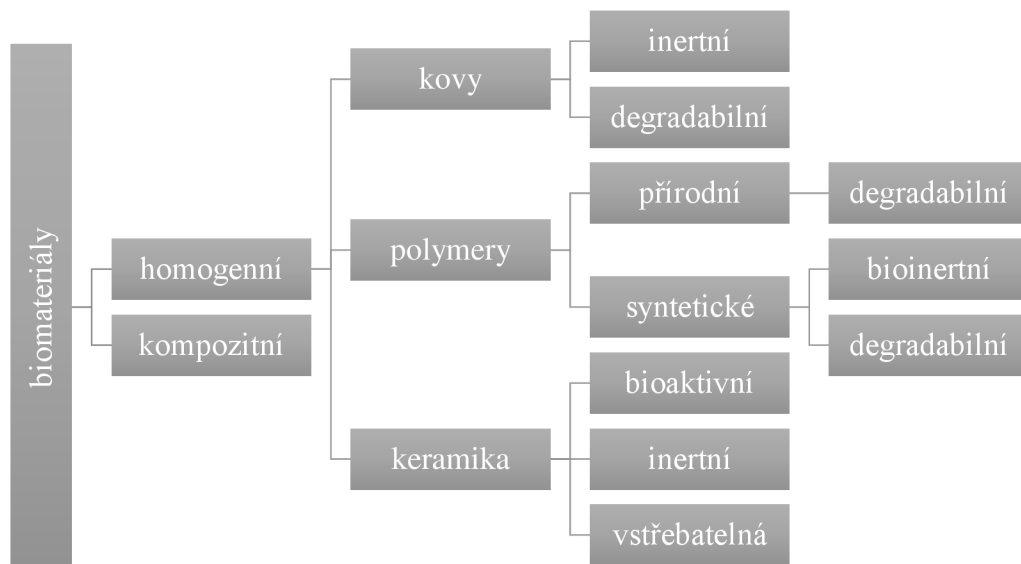 biomateriály
homogenní
kompozitní
kovy
inertní
degradabilní
polymery
přírodní
degradabilní
syntetické
bioinertní
degradabilní
keramika
bioaktivní
inertní
vstřebatelná